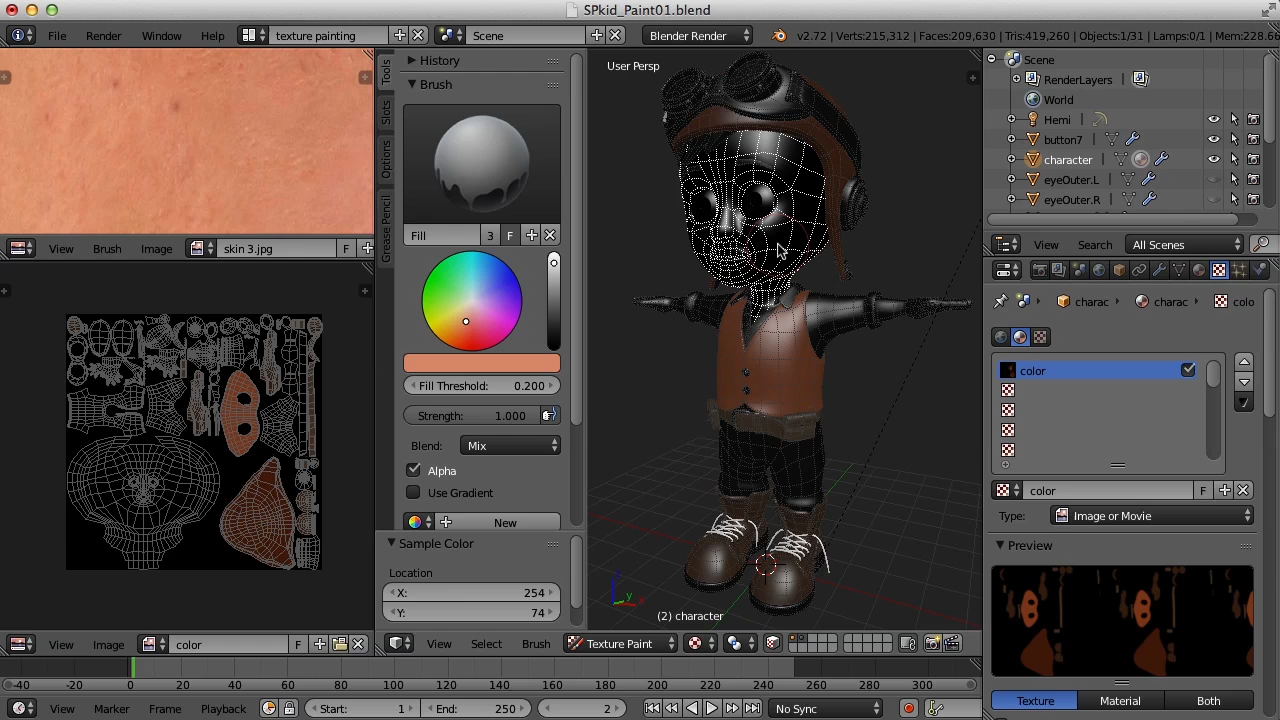 SPkid_Paint01.blend
File Render Window Help texture painting Scene Blender Render v2.72 | Verts:215,312 | Faces:209,630 | Tris:419,260 | Objects:1/31 | Lamps:0/1 | Mem:228.66
Tools
Slots
Options
Grease Pencil
History
Brush
Fill 3 F
Fill Threshold: 0.200
Strength: 1.000
Blend: Mix
Alpha
Use Gradient
New
Sample Color
Location
X: 254
Y: 74
View Brush Image skin 3.jpg F
View Image color F
User Persp
(2) character
View Select Brush Texture Paint
Scene
RenderLayers
World
Hemi
button7
character
eyeOuter.L
eyeOuter.R
View Search All Scenes
charac charac colo
color
color F
Type: Image or Movie
Preview
Texture Material Both
-40 -20 0 20 40 60 80 100 120 140 160 180 200 220 240 260 280 300
View Marker Frame Playback Start: 1 End: 250 2 No Sync